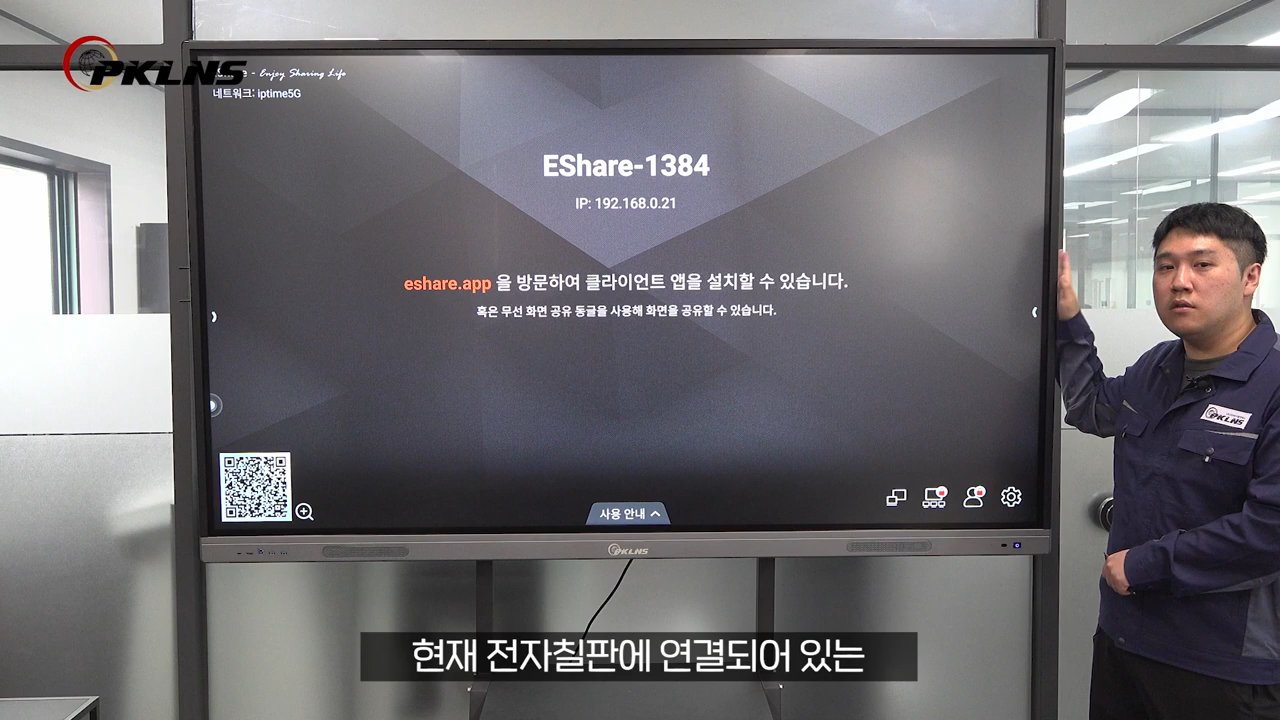 PKLNS
- Enjoy Sharing Life
네트워크: iptime5G
EShare-1384
IP: 192.168.0.21
eshare.app 을 방문하여 클라이언트 앱을 설치할 수 있습니다.
혹은 무선 화면 공유 동글을 사용해 화면을 공유할 수 있습니다.
사용 안내
PKLNS
PKLNS
현재 전자칠판에 연결되어 있는